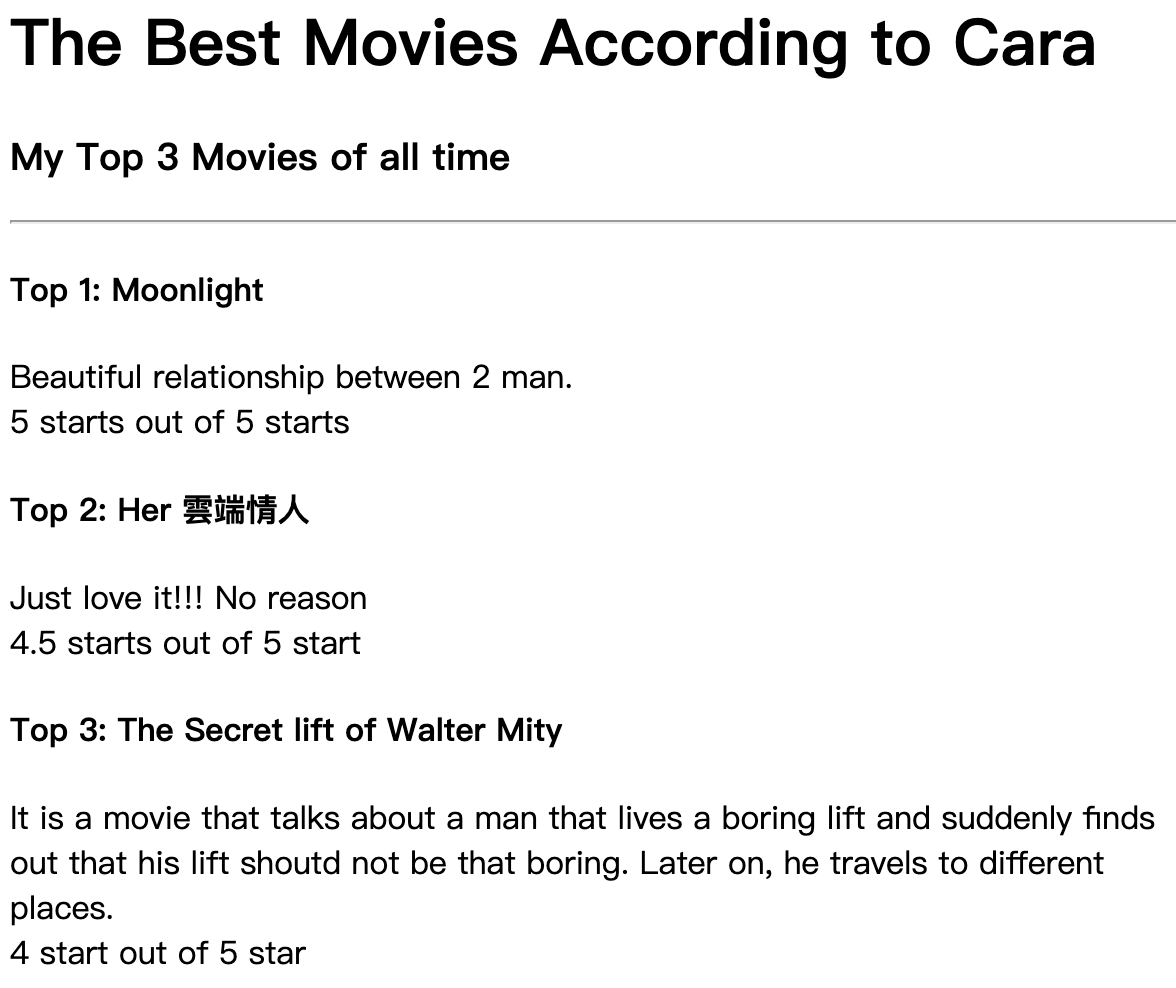 The Best Movies According to Cara
My Top 3 Movies of all time
Top 1: Moonlight
Beautiful relationship between 2 man.
5 starts out of 5 starts
Top 2: Her 雲端情人
Just love it!!! No reason
4.5 starts out of 5 start
Top 3: The Secret lift of Walter Mity
It is a movie that talks about a man that lives a boring lift and suddenly finds
out that his lift shoutd not be that boring. Later on, he travels to different
places.
4 start out of 5 star